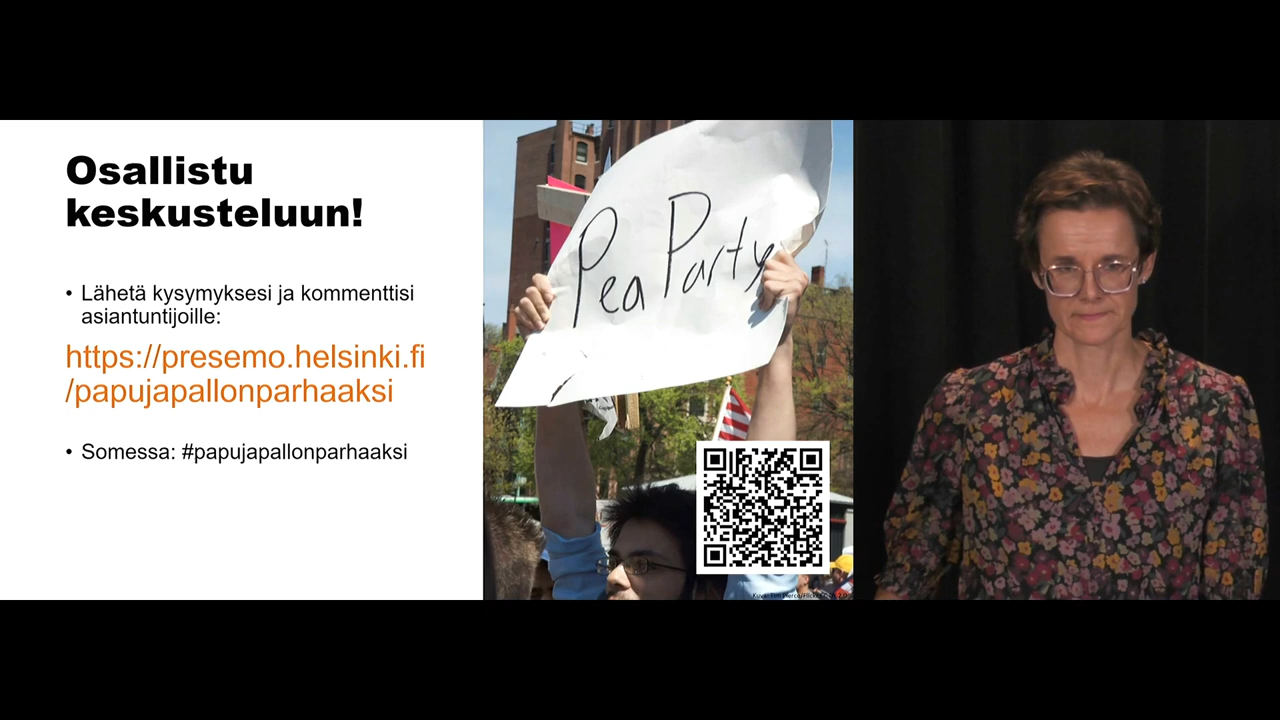 Osallistu
keskusteluun!
• Lähetä kysymyksesi ja kommenttisi
asiantuntijoille:
https://presemo.helsinki.fi
/papujapallonparhaaksi
• Somessa: #papujapallonparhaaksi
Pea Party